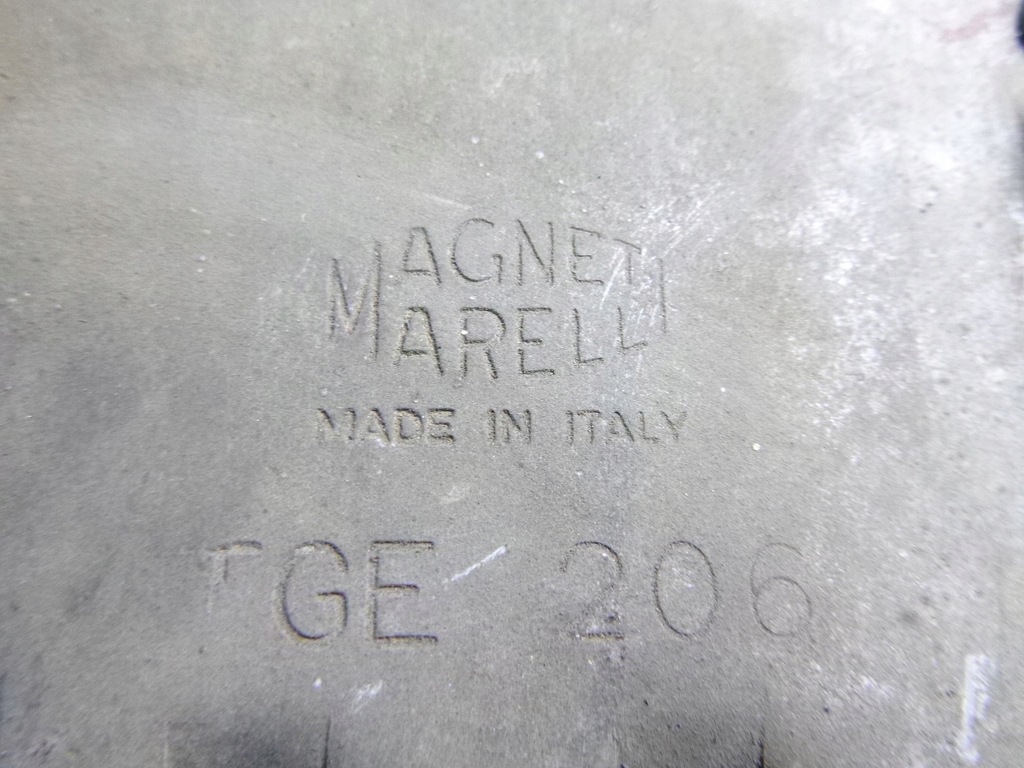 MAGNETI
MARELLI
MADE IN ITALY
TGE 206